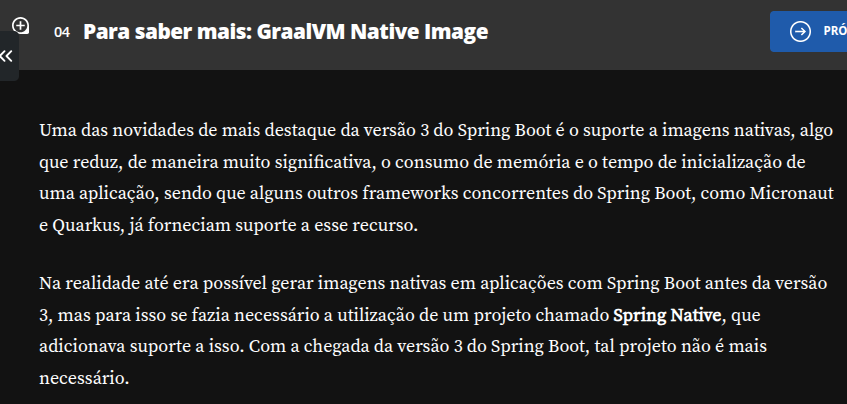 04 Para saber mais: GraalVM Native Image
PRÓ
Uma das novidades de mais destaque da versão 3 do Spring Boot é o suporte a imagens nativas, algo
que reduz, de maneira muito significativa, o consumo de memória e o tempo de inicialização de
uma aplicação, sendo que alguns outros frameworks concorrentes do Spring Boot, como Micronaut
e Quarkus, já forneciam suporte a esse recurso.
Na realidade até era possível gerar imagens nativas em aplicações com Spring Boot antes da versão
3, mas para isso se fazia necessário a utilização de um projeto chamado Spring Native, que
adicionava suporte a isso. Com a chegada da versão 3 do Spring Boot, tal projeto não é mais
necessário.